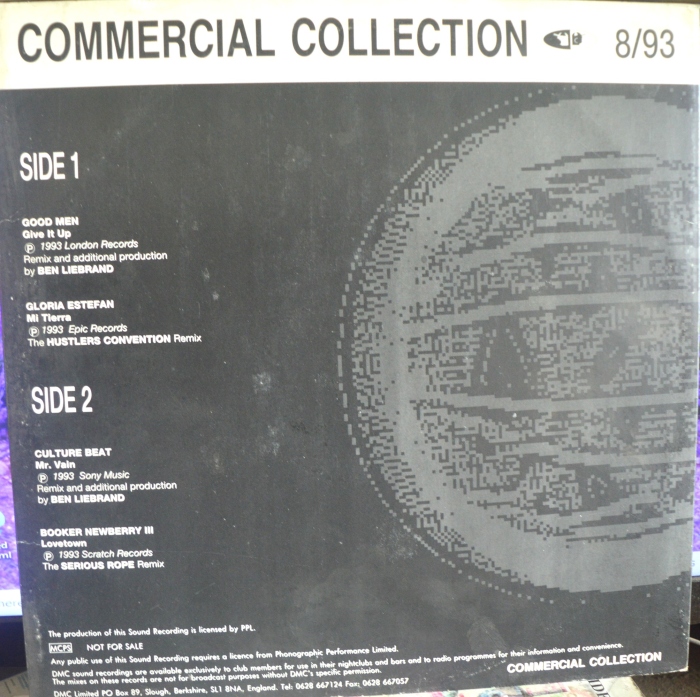 COMMERCIAL COLLECTION 8/93
SIDE 1
GOOD MEN
Give It Up
℗ 1993 London Records
Remix and additional production
by BEN LIEBRAND
GLORIA ESTEFAN
Mi Tierra
℗ 1993 Epic Records
The HUSTLERS CONVENTION Remix
SIDE 2
CULTURE BEAT
Mr. Vain
℗ 1993 Sony Music
Remix and additional production
by BEN LIEBRAND
BOOKER NEWBERRY III
Lovetown
℗ 1993 Scratch Records
The SERIOUS ROPE Remix
The production of this Sound Recording is licensed by PPL.
MCPS NOT FOR SALE
Any public use of this Sound Recording requires a licence from Phonographic Performance Limited.
DMC sound recordings are available exclusively to club members for use in their nightclubs and bars and to radio programmes for their information and convenience.
The mixes on these records are not for broadcast purposes without DMC's specific permission.
COMMERCIAL COLLECTION
DMC Limited PO Box 89, Slough, Berkshire, SL1 8NA, England. Tel: 0628 667124 Fax: 0628 667057